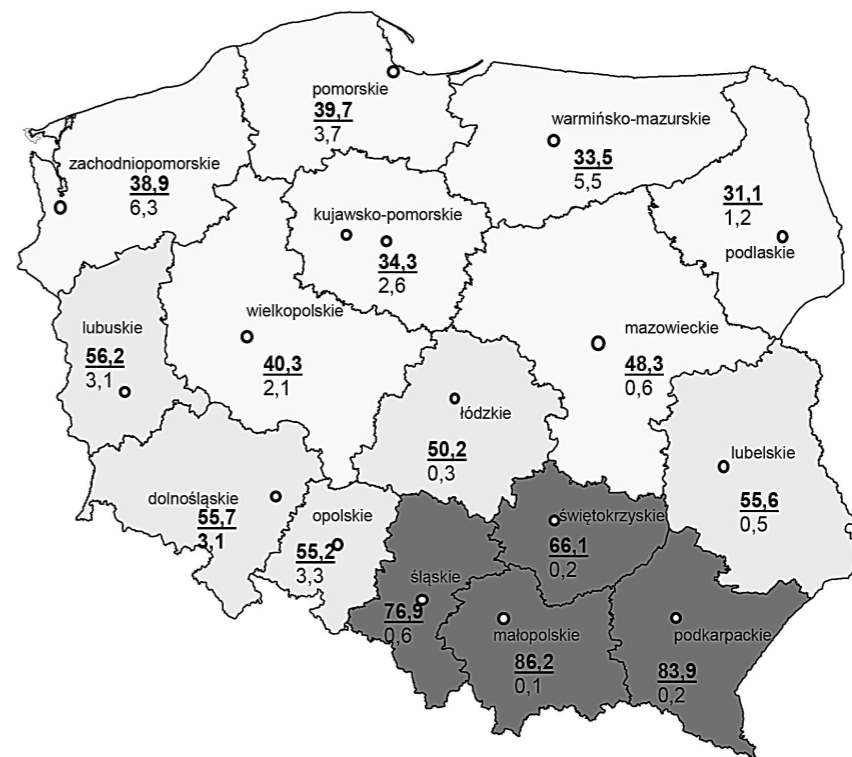 pomorskie
39,7
3,7
warmińsko-mazurskie
33,5
5,5
zachodniopomorskie
38,9
6,3
kujawsko-pomorskie
34,3
2,6
31,1
1,2
podlaskie
lubuskie
56,2
3,1
wielkopolskie
40,3
2,1
mazowieckie
48,3
0,6
łódzkie
50,2
0,3
lubelskie
55,6
0,5
dolnośląskie
55,7
3,1
opolskie
55,2
3,3
świętokrzyskie
66,1
0,2
śląskie
76,9
0,6
małopolskie
86,2
0,1
podkarpackie
83,9
0,2